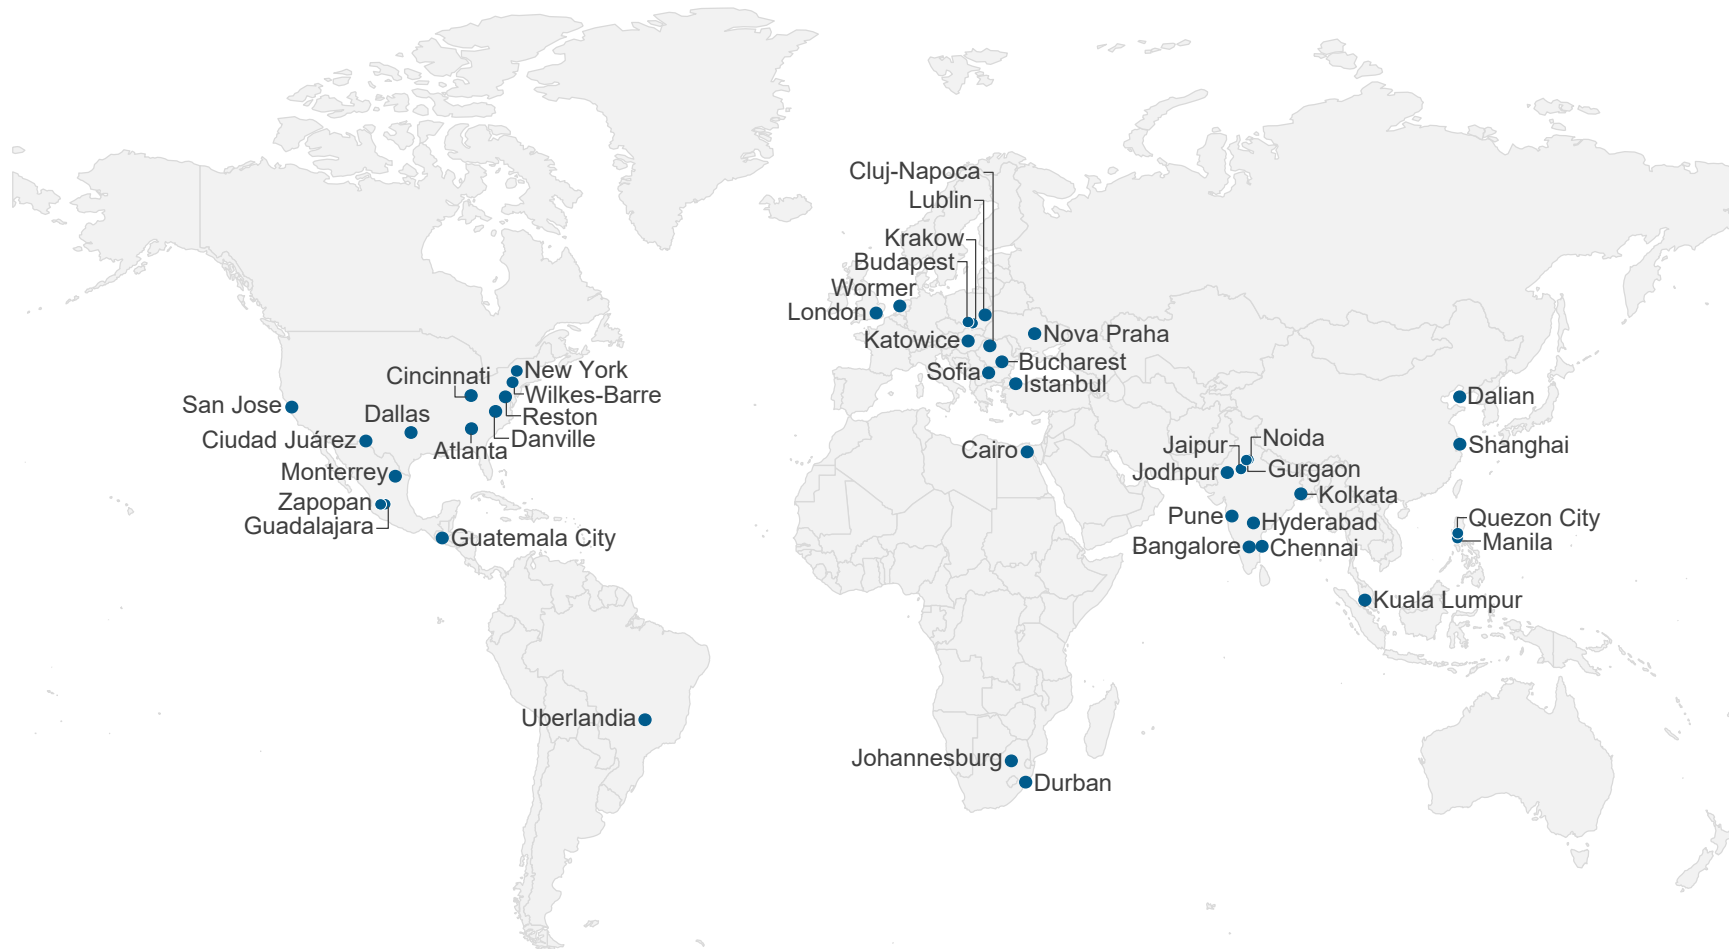 Cluj-Napoca
Lublin
Krakow
Budapest
Wormer
London
Katowice
Nova Praha
Bucharest
Sofia
Istanbul
New York
Cincinnati
Wilkes-Barre
San Jose
Dallas
Reston
Danville
Ciudad Juárez
Atlanta
Monterrey
Zapopan
Guadalajara
Guatemala City
Uberlandia
Cairo
Johannesburg
Durban
Noida
Jaipur
Gurgaon
Jodhpur
Kolkata
Pune
Hyderabad
Bangalore
Chennai
Dalian
Shanghai
Quezon City
Manila
Kuala Lumpur